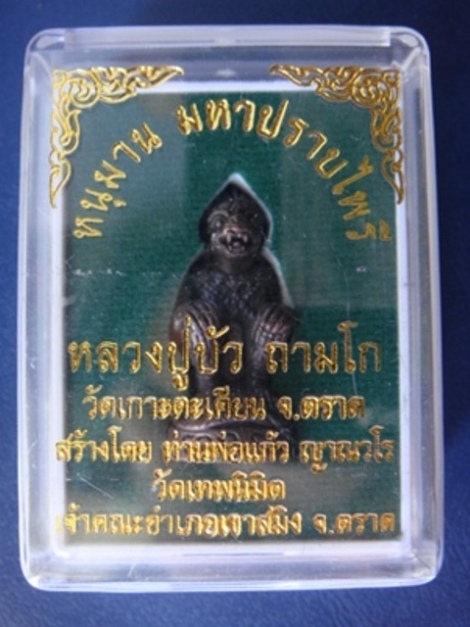 หนุมาน มหาปราบไพรี
หลวงปู่บัว ถามโก
วัดเกาะตะเคียน จ.ตราด
สร้างโดย ท่านพ่อแก้ว ญาณวโร
วัดเทพนิมิต
เจ้าคณะอำเภอเขาสมิง จ.ตราด